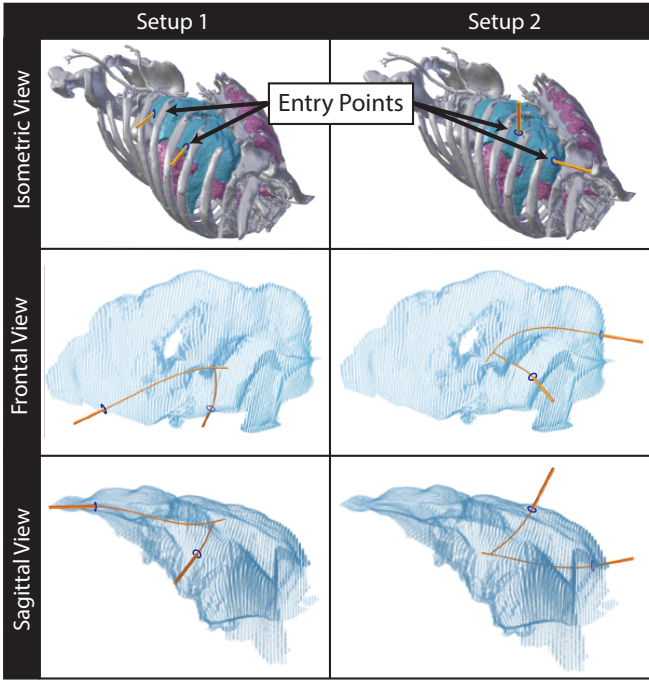 Setup 1
Setup 2
Isometric View
Entry Points
Frontal View
Sagittal View